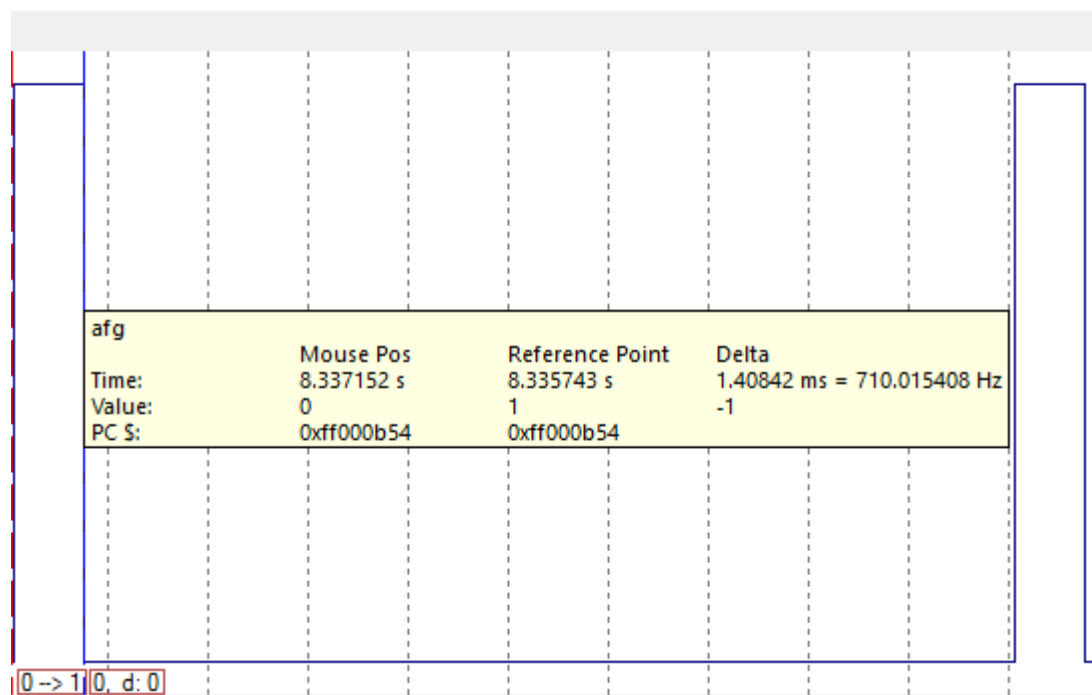 afg
Mouse Pos Reference Point Delta
Time: 8.337152 s 8.335743 s 1.40842 ms = 710.015408 Hz
Value: 0 1 -1
PC $: 0xff000b54 0xff000b54
0 --> 1 0, d: 0